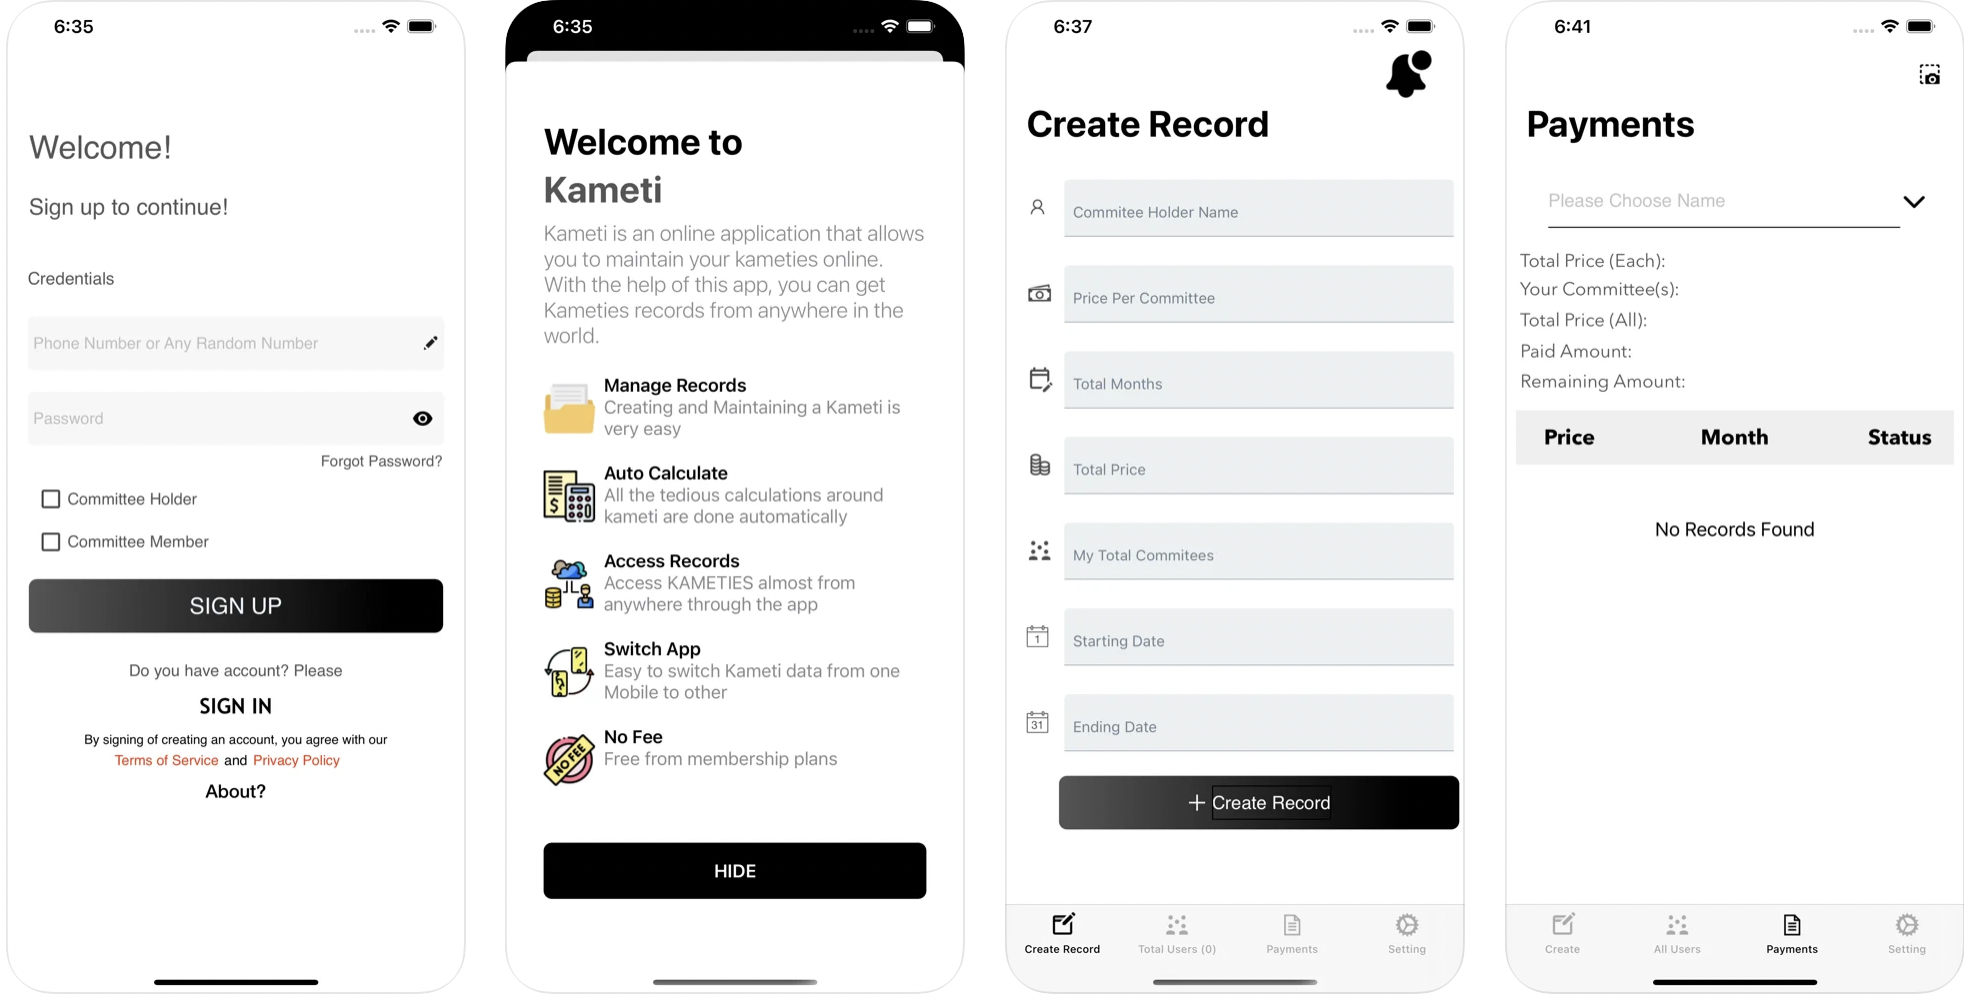 6:35
Welcome!
Sign up to continue!
Credentials
Phone Number or Any Random Number
Password
Forgot Password?
Committee Holder
Committee Member
SIGN UP
Do you have account? Please
SIGN IN
By signing of creating an account, you agree with our
Terms of Service and Privacy Policy
About?
6:35
Welcome to
Kameti
Kameti is an online application that allows
you to maintain your kameties online.
With the help of this app, you can get
Kameties records from anywhere in the
world.
Manage Records
Creating and Maintaining a Kameti is
very easy
$
Auto Calculate
All the tedious calculations around
kameti are done automatically
Access Records
Access KAMETIES almost from
anywhere through the app
Switch App
Easy to switch Kameti data from one
Mobile to other
NO FEE
No Fee
Free from membership plans
HIDE
6:37
Create Record
Commitee Holder Name
Price Per Committee
Total Months
Total Price
My Total Commitees
1
Starting Date
31
Ending Date
+ Create Record
Create Record
Total Users (0)
Payments
Setting
6:41
Payments
Please Choose Name
Total Price (Each):
Your Committee(s):
Total Price (All):
Paid Amount:
Remaining Amount:
Price Month Status
No Records Found
Create
All Users
Payments
Setting